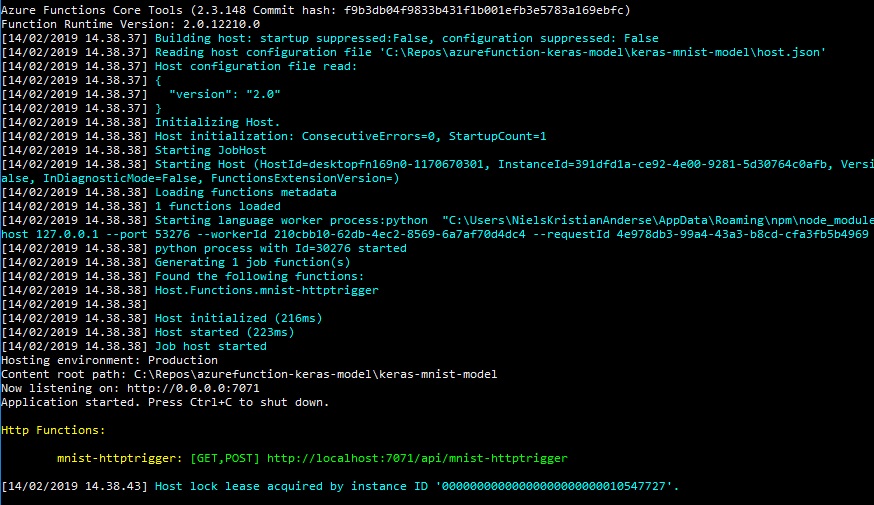 Azure Functions Core Tools (2.3.148 Commit hash: f9b3db04f9833b431f1b001efb3e5783a169ebfc)
Function Runtime Version: 2.0.12210.0
[14/02/2019 14.38.37] Building host: startup suppressed:False, configuration suppressed: False
[14/02/2019 14.38.37] Reading host configuration file 'C:\Repos\azurefunction-keras-model\keras-mnist-model\host.json'
[14/02/2019 14.38.37] Host configuration file read:
[14/02/2019 14.38.37] {
[14/02/2019 14.38.37]   "version": "2.0"
[14/02/2019 14.38.37] }
[14/02/2019 14.38.38] Initializing Host.
[14/02/2019 14.38.38] Host initialization: ConsecutiveErrors=0, StartupCount=1
[14/02/2019 14.38.38] Starting JobHost
[14/02/2019 14.38.38] Starting Host (HostId=desktopfn169n0-1170670301, InstanceId=391dfd1a-ce92-4e00-9281-5d30764c0afb, Versi
alse, InDiagnosticMode=False, FunctionsExtensionVersion=)
[14/02/2019 14.38.38] Loading functions metadata
[14/02/2019 14.38.38] 1 functions loaded
[14/02/2019 14.38.38] Starting language worker process:python  "C:\Users\NielsKristianAnderse\AppData\Roaming\npm\node_module
host 127.0.0.1 --port 53276 --workerId 210cbb10-62db-4ec2-8569-6a7af70d4dc4 --requestId 4e978db3-99a4-43a3-b8cd-cfa3fb5b4969
[14/02/2019 14.38.38] python process with Id=30276 started
[14/02/2019 14.38.38] Generating 1 job function(s)
[14/02/2019 14.38.38] Found the following functions:
[14/02/2019 14.38.38] Host.Functions.mnist-httptrigger
[14/02/2019 14.38.38]
[14/02/2019 14.38.38] Host initialized (216ms)
[14/02/2019 14.38.38] Host started (223ms)
[14/02/2019 14.38.38] Job host started
Hosting environment: Production
Content root path: C:\Repos\azurefunction-keras-model\keras-mnist-model
Now listening on: http://0.0.0.0:7071
Application started. Press Ctrl+C to shut down.
Http Functions:
mnist-httptrigger: [GET,POST] http://localhost:7071/api/mnist-httptrigger
[14/02/2019 14.38.43] Host lock lease acquired by instance ID '00000000000000000000000010547727'.